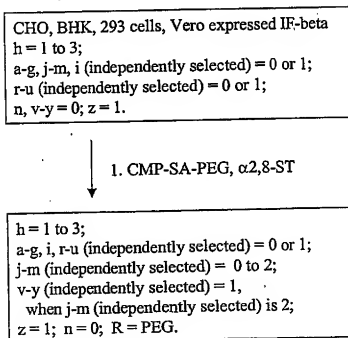 CHO, BHK, 293 cells, Vero expressed IF-beta
h = 1 to 3;
a-g, j-m, i (independently selected) = 0 or 1;
r-u (independently selected) = 0 or 1;
n, v-y = 0; z = 1.
1. CMP-SA-PEG, α2,8-ST
h = 1 to 3;
a-g, i, r-u (independently selected) = 0 or 1;
j-m (independently selected) = 0 to 2;
v-y (independently selected) = 1,
when j-m (independently selected) is 2;
z = 1; n = 0; R = PEG.